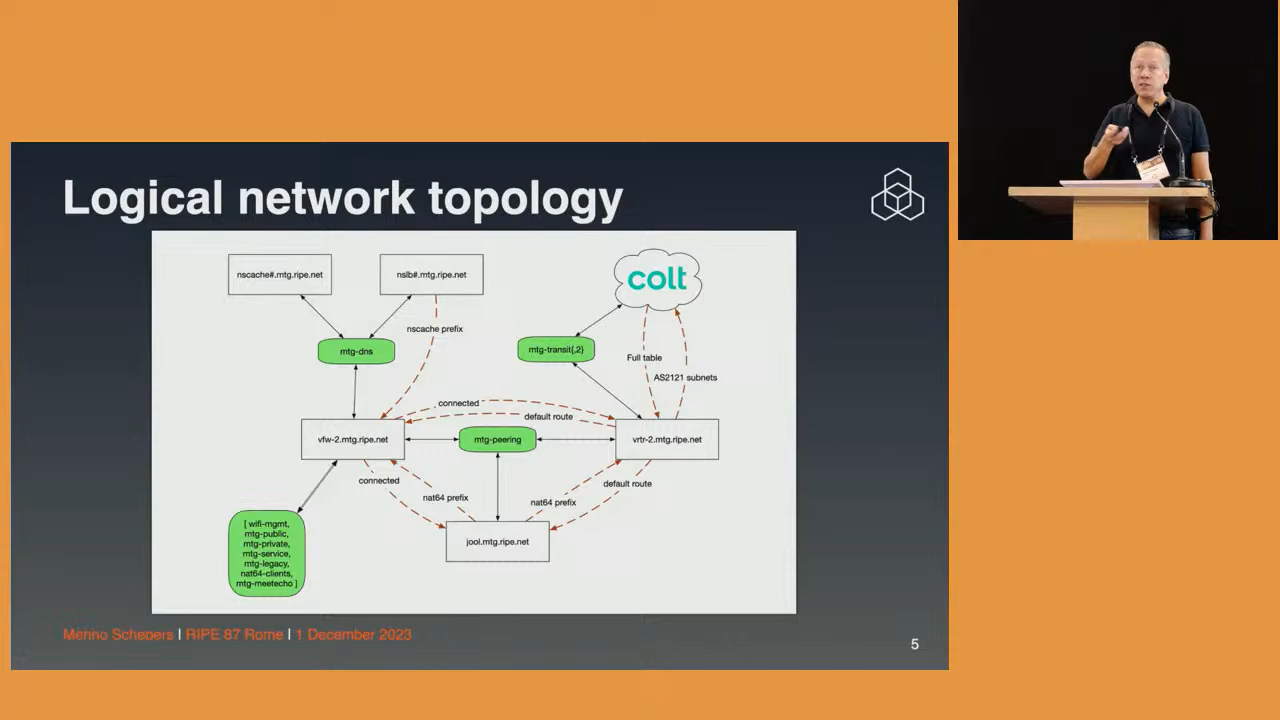 Logical network topology
nscache#.mtg.ripe.net
nslb#.mtg.ripe.net
colt
nscache prefix
mtg-dns
mtg-transit{,2}
Full table
AS2121 subnets
connected
default route
vfw-2.mtg.ripe.net
mtg-peering
vrtr-2.mtg.ripe.net
connected
nat64 prefix
nat64 prefix
default route
[ wifi-mgmt,
mtg-public,
mtg-private,
mtg-service,
mtg-legacy,
nat64-clients,
mtg-meetecho ]
jool.mtg.ripe.net
Menno Schepers | RIPE 87 Rome | 1 December 2023
5